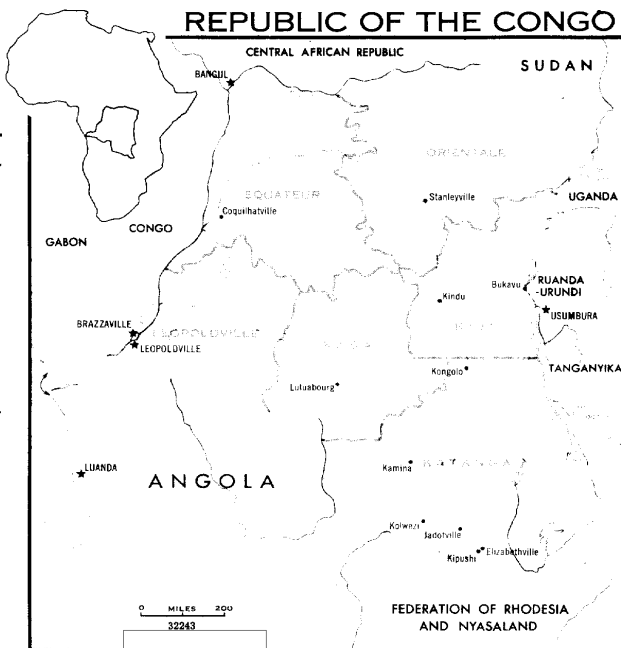 REPUBLIC OF THE CONGO
CENTRAL AFRICAN REPUBLIC
SUDAN
BANGUI
ORIENTALE
EQUATEUR
Stanleyville
UGANDA
Coquilhatville
CONGO
GABON
Bukavu
RUANDA
-URUNDI
Kindu
USUMBURA
BRAZZAVILLE
LEOPOLDVILLE
LEOPOLDVILLE
KIVU
KASAI
Kongolo
TANGANYIKA
Luluabourg
LUANDA
ANGOLA
Kamina
KATANGA
Kolwezi
Jadotville
Kipushi
Elizabethville
0 MILES 200
32243
FEDERATION OF RHODESIA
AND NYASALAND